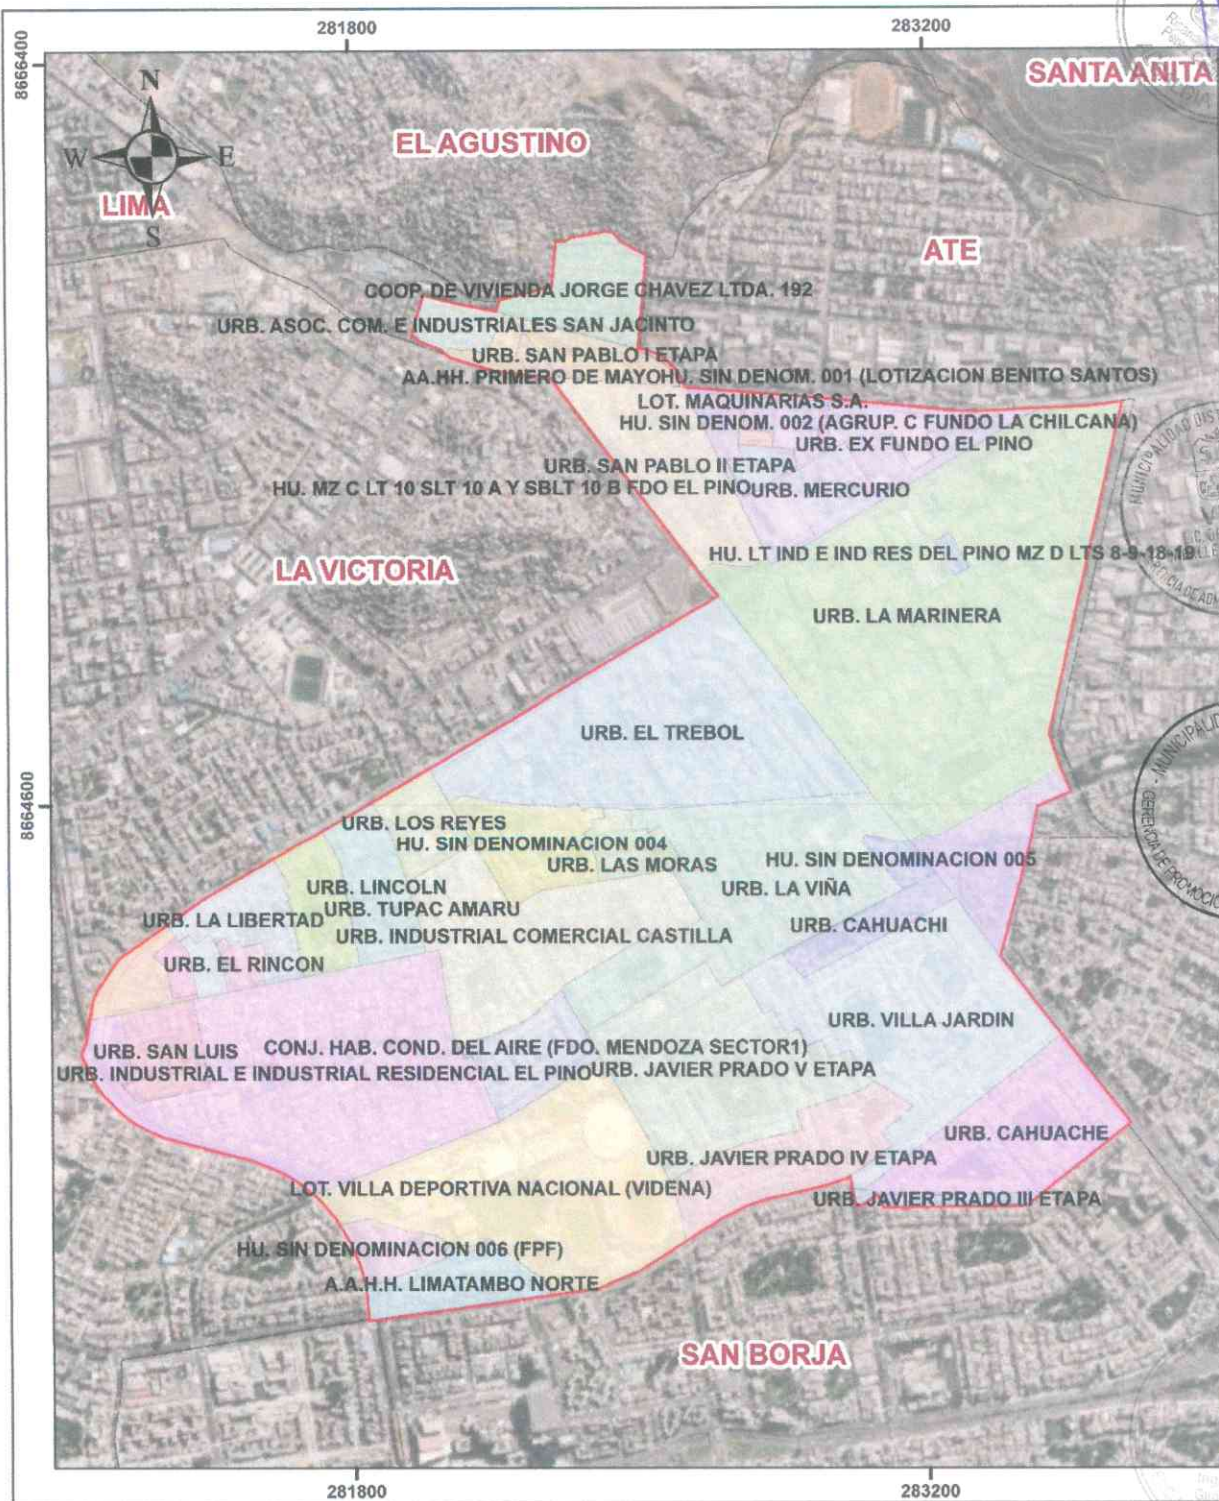 281800
283200
8666400
SANTA ANITA
N
EL AGUSTINO
W
E
LIMA
S
ATE
COOP. DE VIVIENDA JORGE CHAVEZ LTDA. 192
URB. ASOC. COM. E INDUSTRIALES SAN JACINTO
URB. SAN PABLO I ETAPA
AA.HH. PRIMERO DE MAYO
HU. SIN DENOM. 001 (LOTIZACION BENITO SANTOS)
LOT. MAQUINARIAS S.A.
HU. SIN DENOM. 002 (AGRUP. C FUNDO LA CHILCANA)
URB. EX FUNDO EL PINO
URB. SAN PABLO II ETAPA
HU. MZ C LT 10 SLT 10 A Y SBLT 10 B FDO EL PINO
URB. MERCURIO
HU. LT IND E IND RES DEL PINO MZ D LTS 8-9-18-19
LA VICTORIA
URB. LA MARINERA
URB. EL TREBOL
8664600
URB. LOS REYES
HU. SIN DENOMINACION 004
URB. LAS MORAS
HU. SIN DENOMINACION 005
URB. LINCOLN
URB. LA VIÑA
URB. TUPAC AMARU
URB. LA LIBERTAD
URB. CAHUACHI
URB. INDUSTRIAL COMERCIAL CASTILLA
URB. EL RINCON
URB. VILLA JARDIN
URB. SAN LUIS
CONJ. HAB. COND. DEL AIRE (FDO. MENDOZA SECTOR1)
URB. INDUSTRIAL E INDUSTRIAL RESIDENCIAL EL PINO
URB. JAVIER PRADO V ETAPA
URB. CAHUACHE
URB. JAVIER PRADO IV ETAPA
LOT. VILLA DEPORTIVA NACIONAL (VIDENA)
URB. JAVIER PRADO III ETAPA
HU. SIN DENOMINACION 006 (FPF)
A.A.H.H. LIMATAMBO NORTE
SAN BORJA
281800
283200